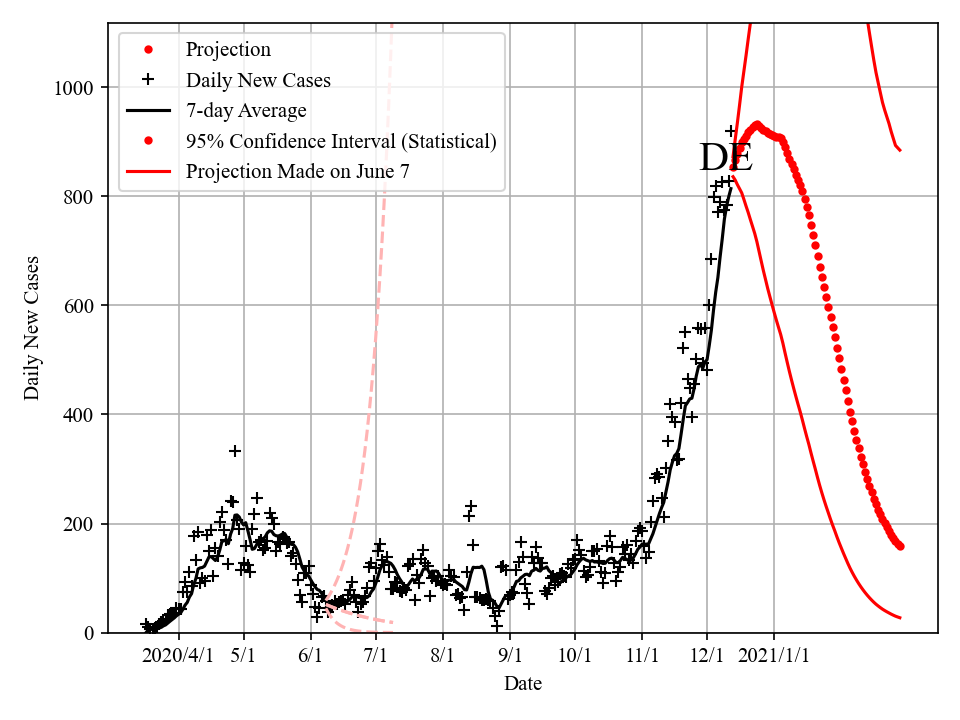 Projection
Daily New Cases
7-day Average
95% Confidence Interval (Statistical)
Projection Made on June 7
DE
1000
800
600
400
200
0
Daily New Cases
2020/4/1 5/1 6/1 7/1 8/1 9/1 10/1 11/1 12/1 2021/1/1
Date